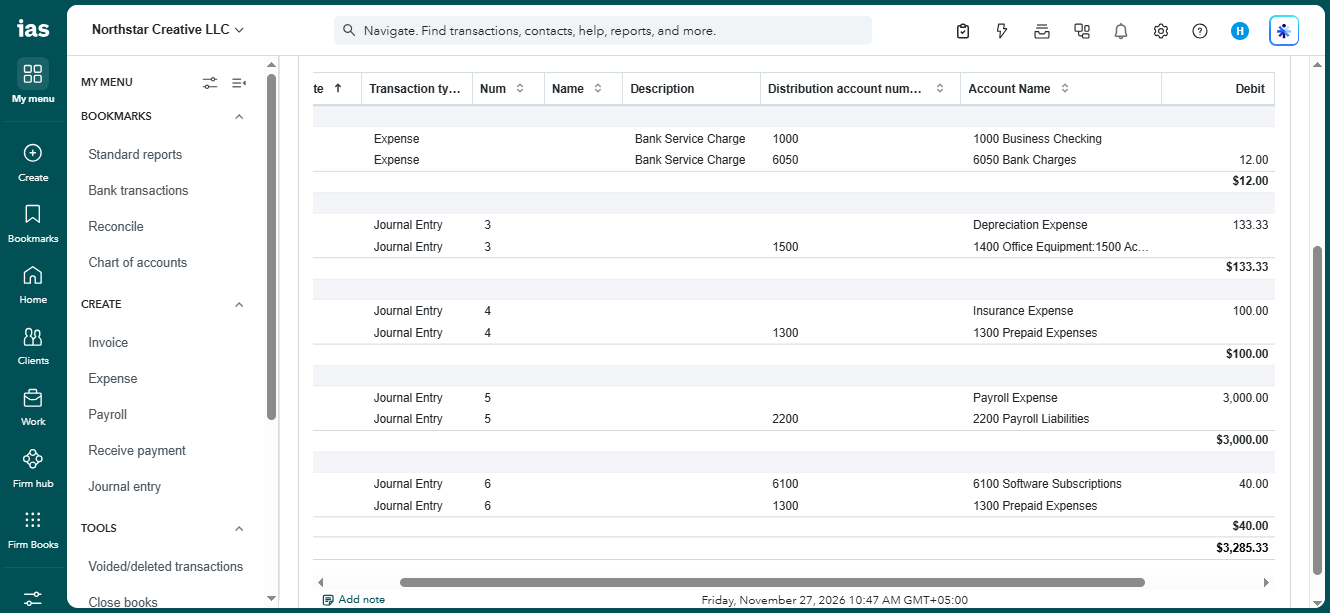 ias
Northstar Creative LLC
Navigate. Find transactions, contacts, help, reports, and more.
H
My menu
Create
Bookmarks
Home
Clients
Work
Firm hub
Firm Books
MY MENU
BOOKMARKS
Standard reports
Bank transactions
Reconcile
Chart of accounts
CREATE
Invoice
Expense
Payroll
Receive payment
Journal entry
TOOLS
Voided/deleted transactions
Close books
te Transaction ty... Num Name Description Distribution account num... Account Name Debit
Expense Bank Service Charge 1000 1000 Business Checking
Expense Bank Service Charge 6050 6050 Bank Charges 12.00
$12.00
Journal Entry 3 Depreciation Expense 133.33
Journal Entry 3 1500 1400 Office Equipment:1500 Ac...
$133.33
Journal Entry 4 Insurance Expense 100.00
Journal Entry 4 1300 1300 Prepaid Expenses
$100.00
Journal Entry 5 Payroll Expense 3,000.00
Journal Entry 5 2200 2200 Payroll Liabilities
$3,000.00
Journal Entry 6 6100 6100 Software Subscriptions 40.00
Journal Entry 6 1300 1300 Prepaid Expenses
$40.00
$3,285.33
Add note
Friday, November 27, 2026 10:47 AM GMT+05:00